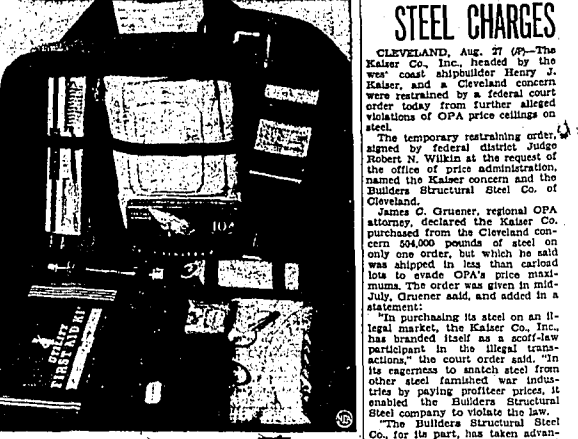 UTILITY
FIRST AID KIT
STEEL CHARGES
CLEVELAND, Aug. 27 (AP)—The
Kaiser Co., Inc., headed by the
wes' coast shipbuilder Henry J.
Kaiser, and a Cleveland concern
were restrained by a federal court
order today from further alleged
violations of OPA price ceilings on
steel.
The temporary restraining order,
signed by federal district Judge
Robert N. Wilkin at the request of
the office of price administration,
named the Kaiser concern and the
Builders Structural Steel Co. of
Cleveland.
James C. Gruener, regional OPA
attorney, declared the Kaiser Co.
purchased from the Cleveland con-
cern 504,000 pounds of steel on
only one order, but which he said
was shipped in less than carload
lots to evade OPA's price maxi-
mums. The order was given in mid-
July, Gruener said, and added in a
statement:
"In purchasing its steel on an il-
legal market, the Kaiser Co., Inc.,
has branded itself as a scoff-law
participant in the illegal trans-
actions," the court order said. "In
its eagerness to snatch steel from
other steel famished war indus-
tries by paying profiteer prices, it
enabled the Builders Structural
Steel company to violate the law.
"The Builders Structural Steel
Co., for its part, has taken advan-